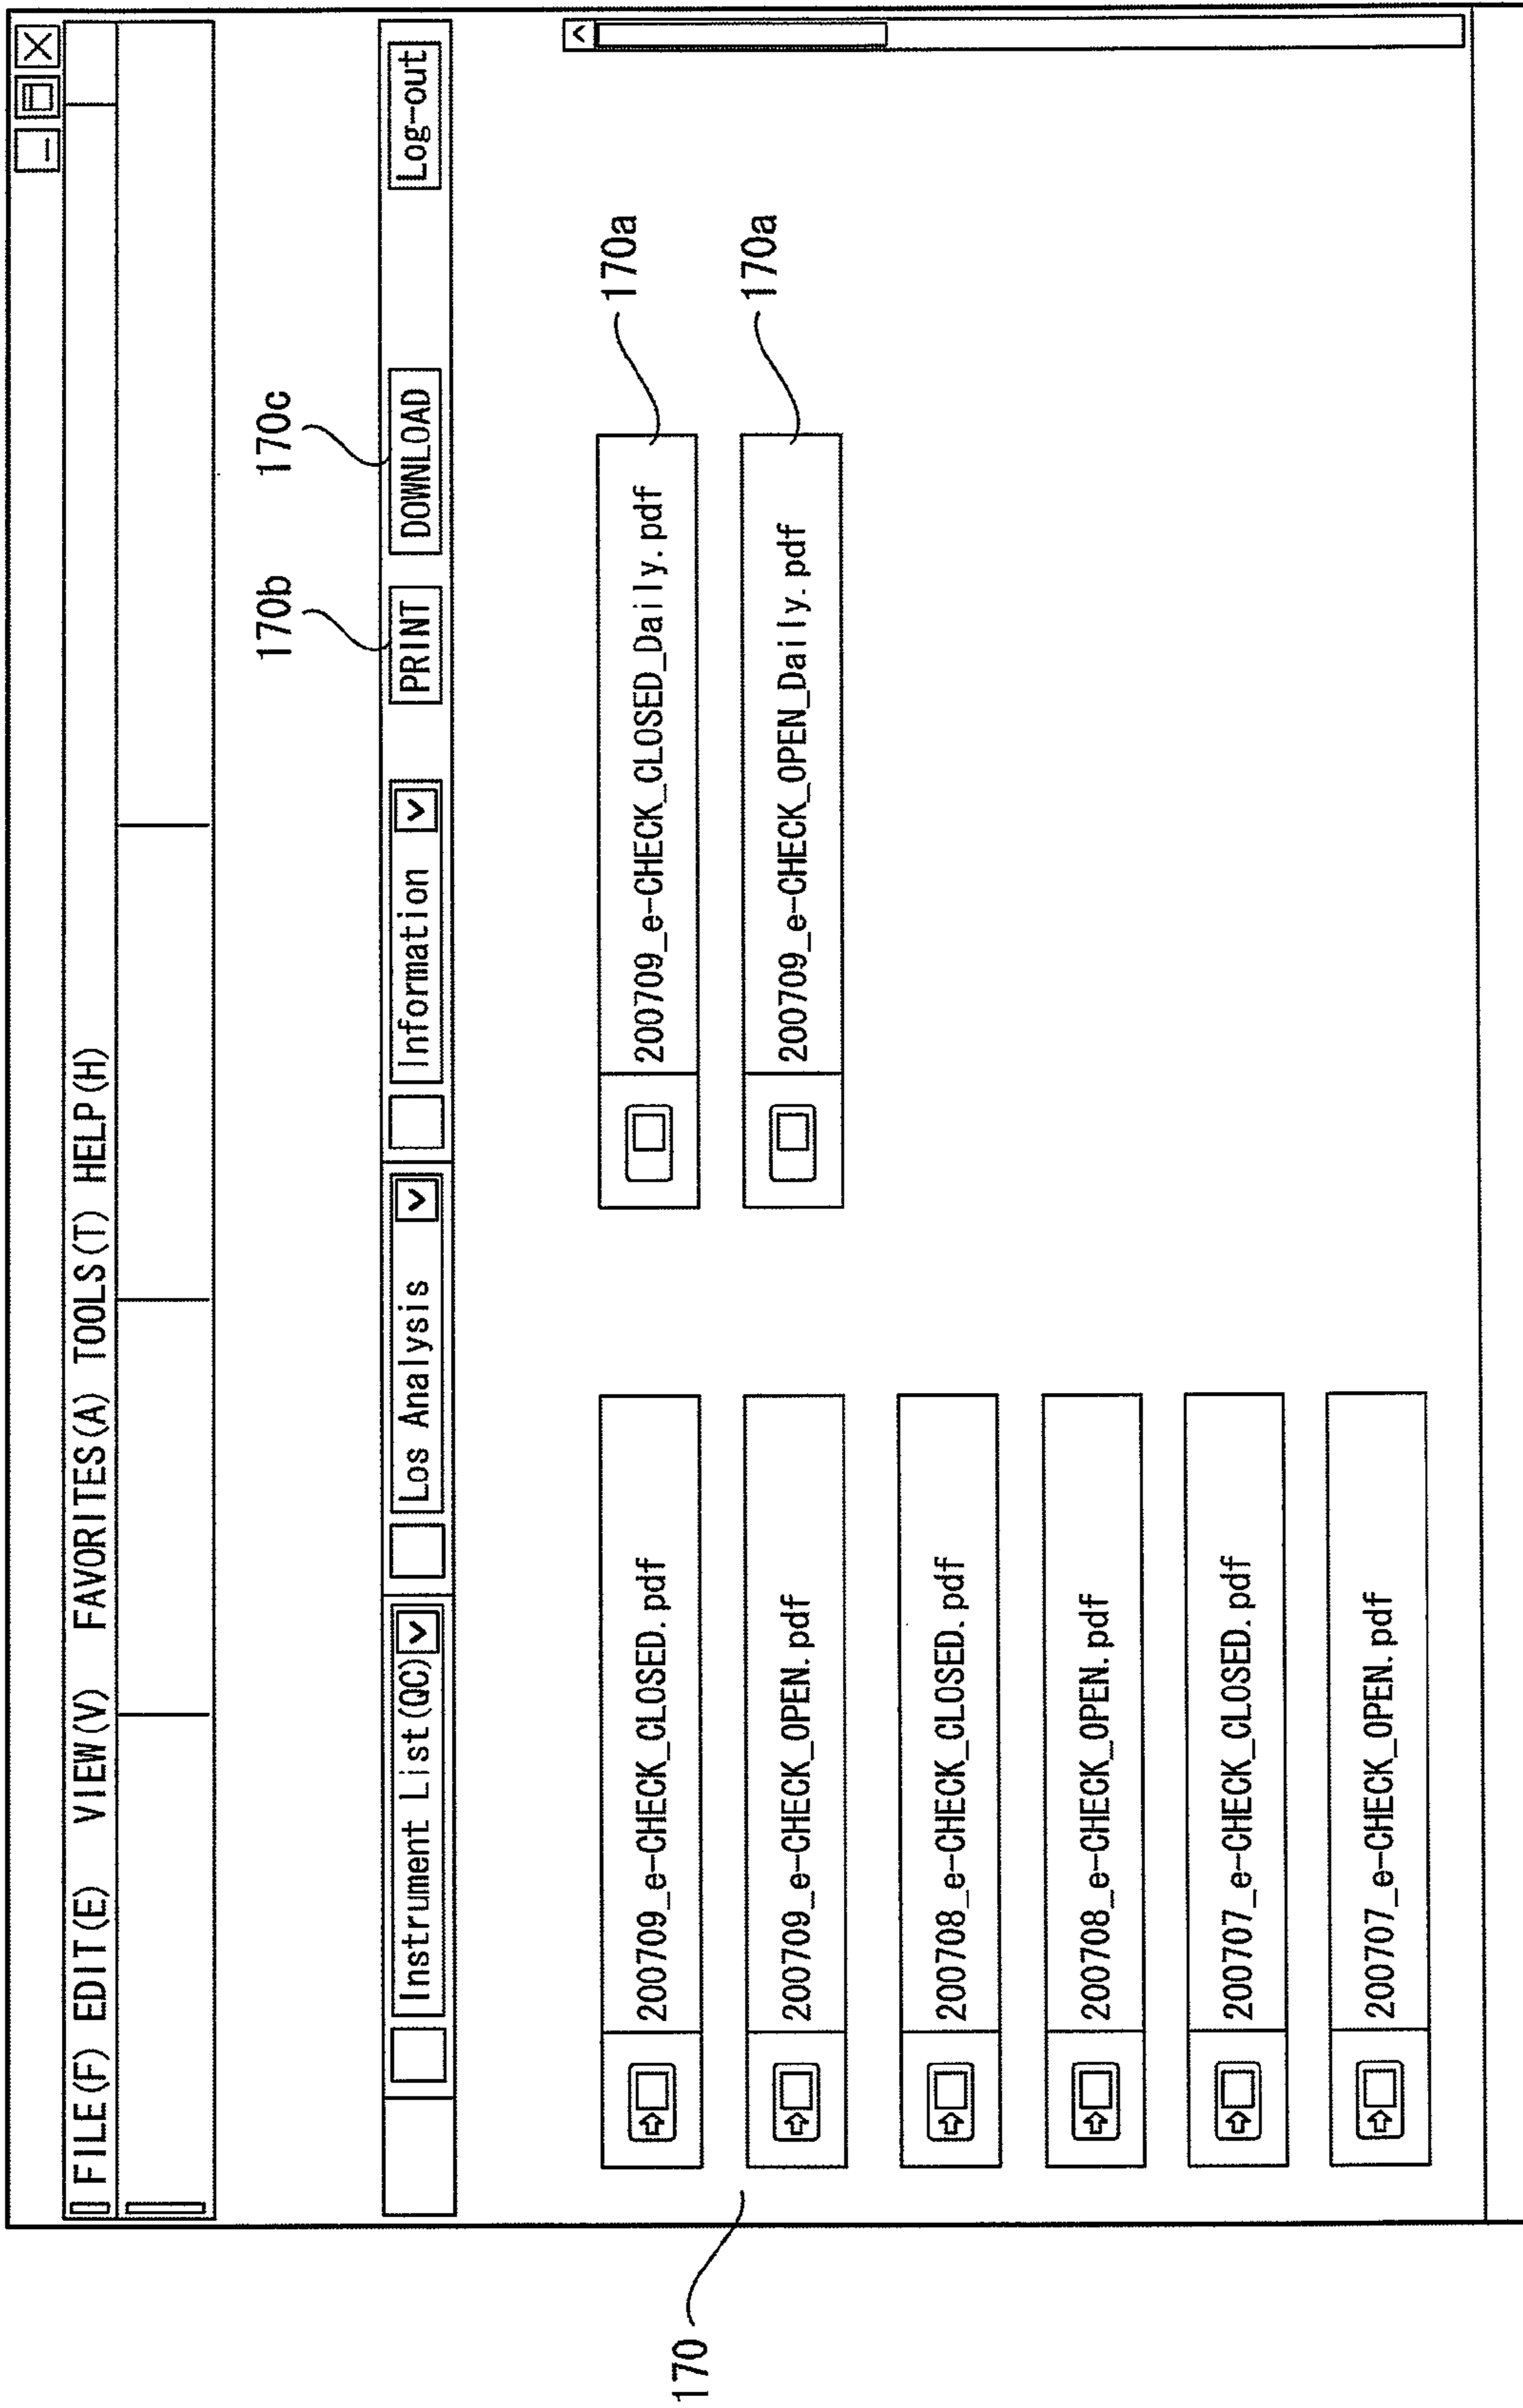 FILE(F) EDIT(E) VIEW(V) FAVORITES(A) TOOLS(T) HELP(H)
170b 170c
Instrument List(QC) Los Analysis Information PRINT DOWNLOAD Log-out
200709_e-CHECK_CLOSED.pdf 200709_e-CHECK_CLOSED_Daily.pdf 170a
170
200709_e-CHECK_OPEN.pdf 200709_e-CHECK_OPEN_Daily.pdf 170a
200708_e-CHECK_CLOSED.pdf
200708_e-CHECK_OPEN.pdf
200707_e-CHECK_CLOSED.pdf
200707_e-CHECK_OPEN.pdf